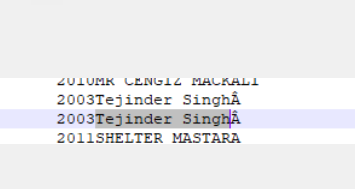 2010MR CENGIZ MACKALI
2003Tejinder SinghÂ
2003Tejinder SinghÂ
2011SHELTER MASTARA